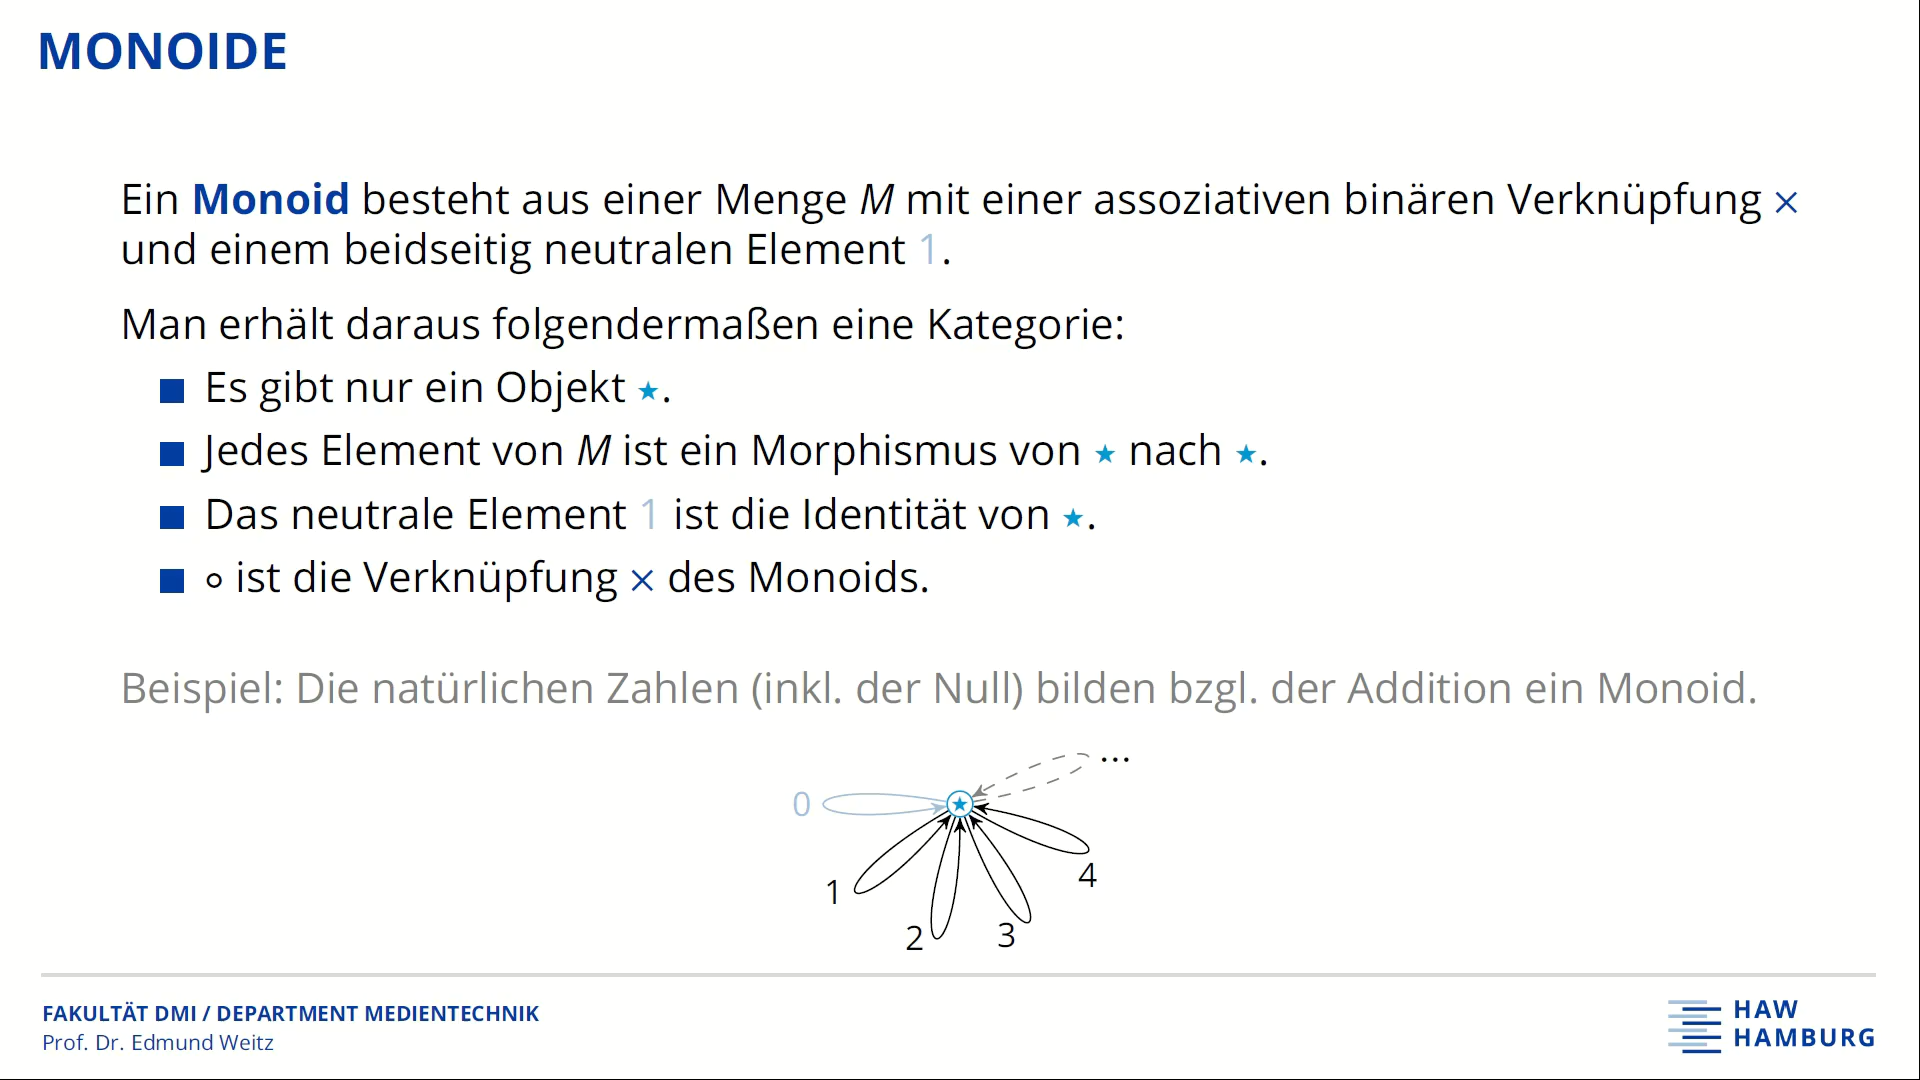 MONOIDE
Ein Monoid besteht aus einer Menge M mit einer assoziativen binären Verknüpfung ×
und einem beidseitig neutralen Element 1.
Man erhält daraus folgendermaßen eine Kategorie:
■ Es gibt nur ein Objekt ★.
■ Jedes Element von M ist ein Morphismus von ★ nach ★.
■ Das neutrale Element 1 ist die Identität von ★.
■ ∘ ist die Verknüpfung × des Monoids.
Beispiel: Die natürlichen Zahlen (inkl. der Null) bilden bzgl. der Addition ein Monoid.
...
0
★
4
1
2
3
FAKULTÄT DMI / DEPARTMENT MEDIENTECHNIK
Prof. Dr. Edmund Weitz
HAW
HAMBURG